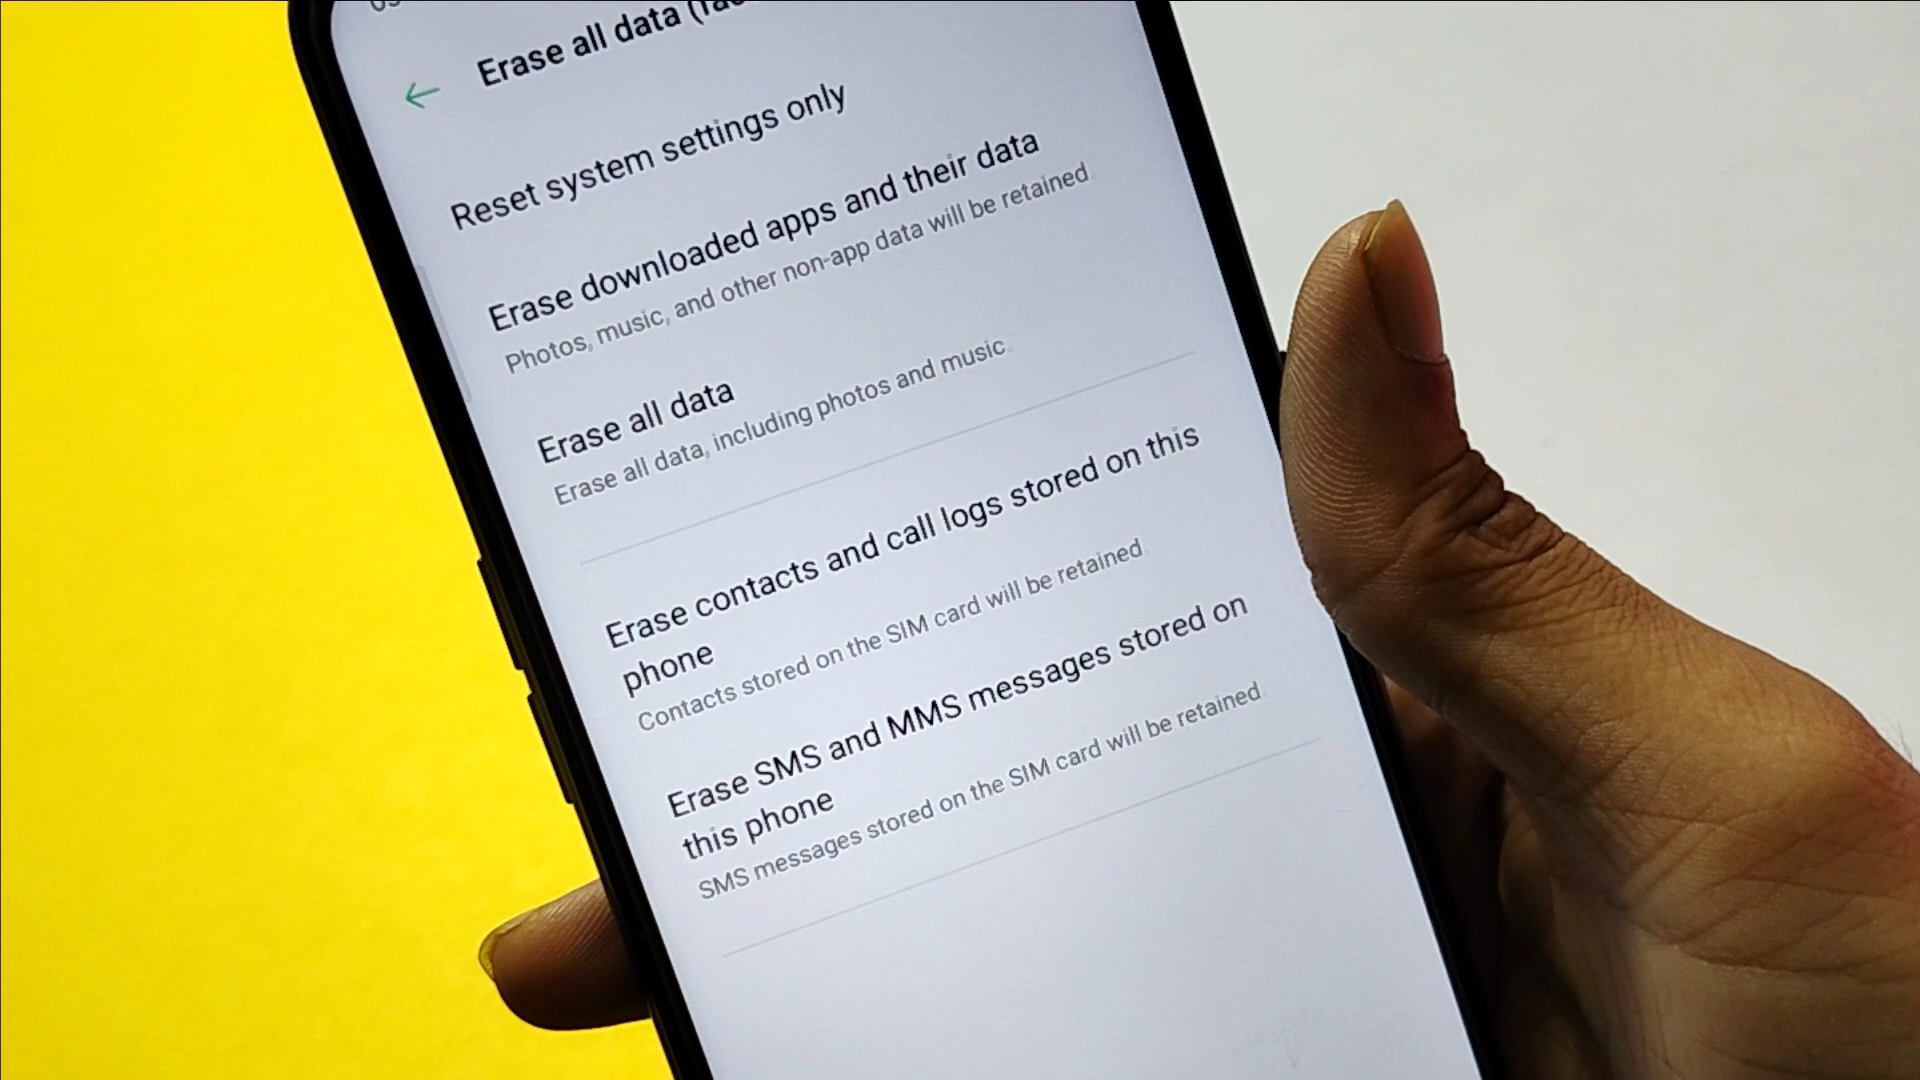 Erase all data
Reset system settings only
Erase downloaded apps and their data
Photos, music, and other non-app data will be retained.
Erase all data
Erase all data, including photos and music.
Erase contacts and call logs stored on this
phone
Contacts stored on the SIM card will be retained.
Erase SMS and MMS messages stored on
this phone
SMS messages stored on the SIM card will be retained.